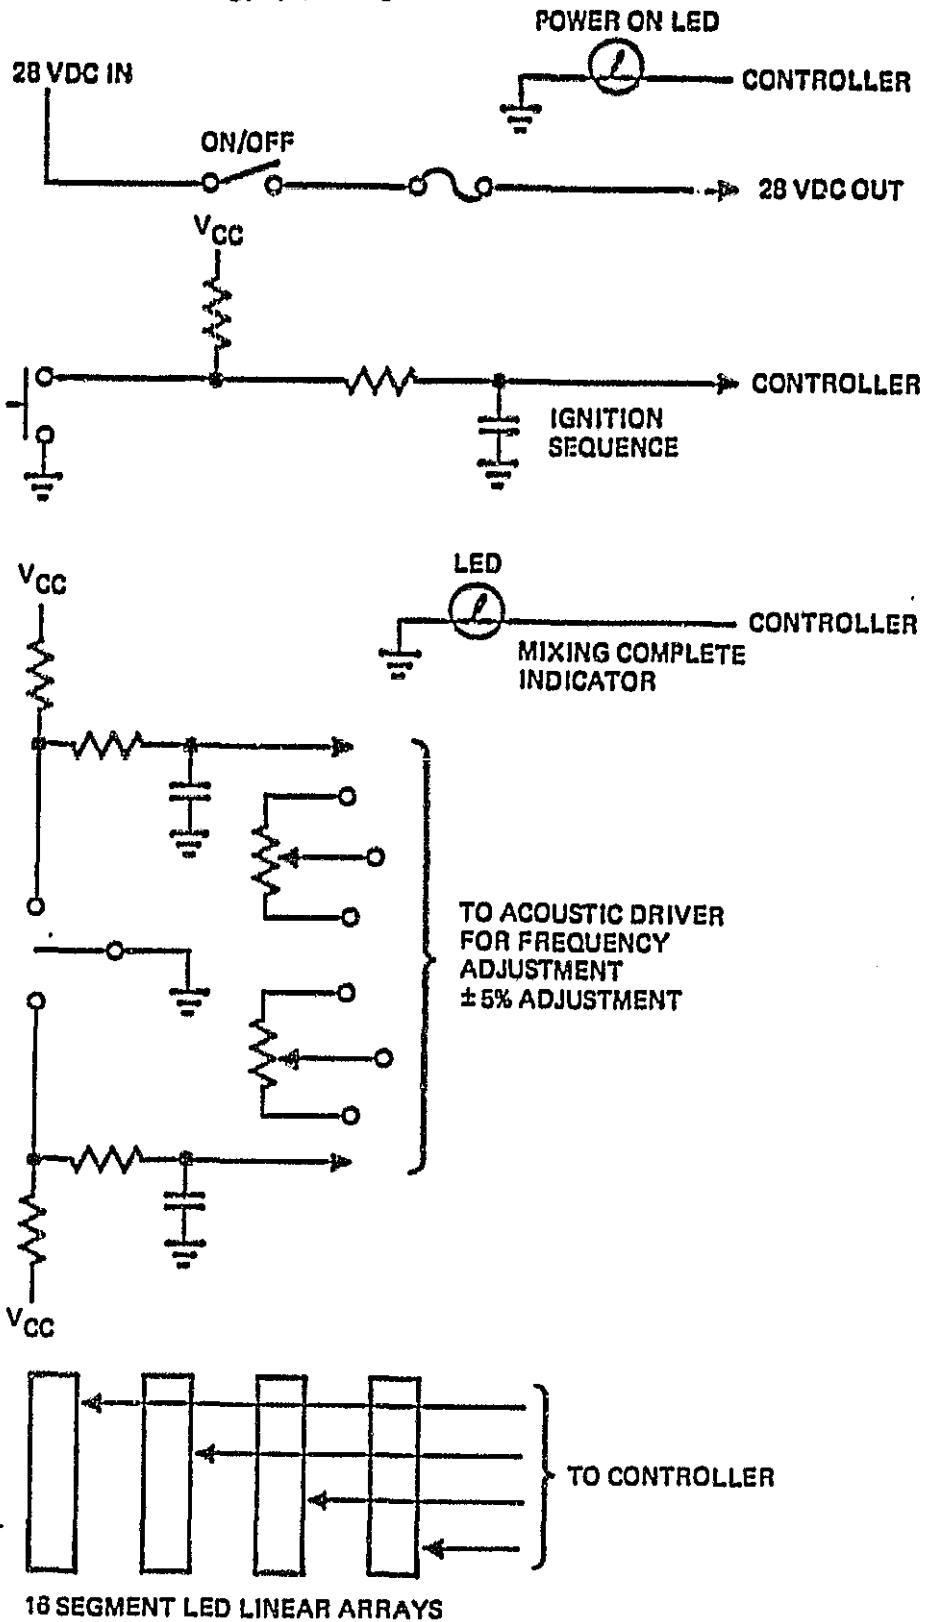 POWER ON LED
28 VDC IN
CONTROLLER
ON/OFF
28 VDC OUT
VCC
CONTROLLER
IGNITION
SEQUENCE
VCC
LED
CONTROLLER
MIXING COMPLETE
INDICATOR
TO ACOUSTIC DRIVER
FOR FREQUENCY
ADJUSTMENT
±5% ADJUSTMENT
VCC
TO CONTROLLER
16 SEGMENT LED LINEAR ARRAYS